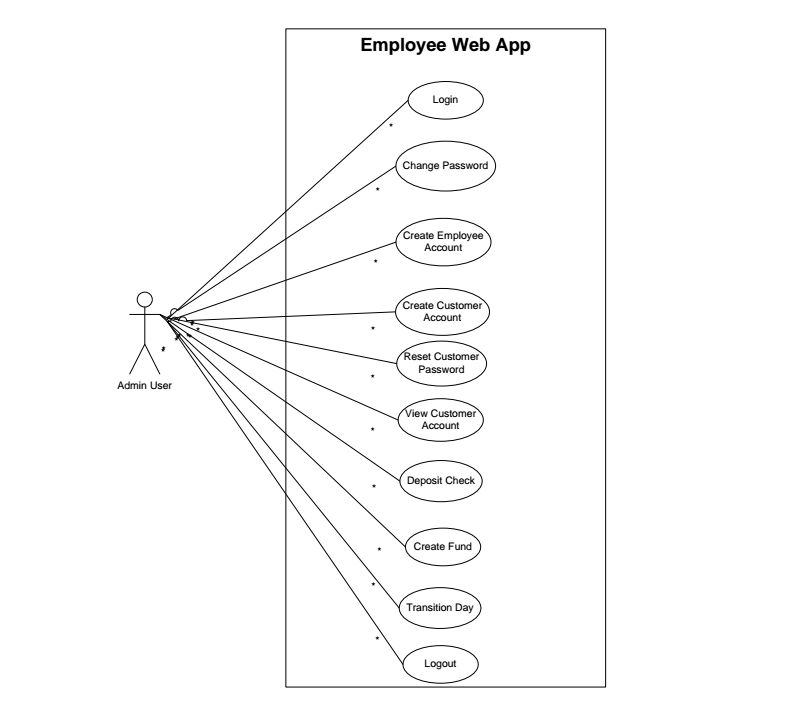 Employee Web App
Login
*
Change Password
*
Create Employee
Account
*
Create Customer
Account
*
Admin User
Reset Customer
Password
*
View Customer
Account
*
Deposit Check
*
Create Fund
*
Transition Day
*
Logout
*